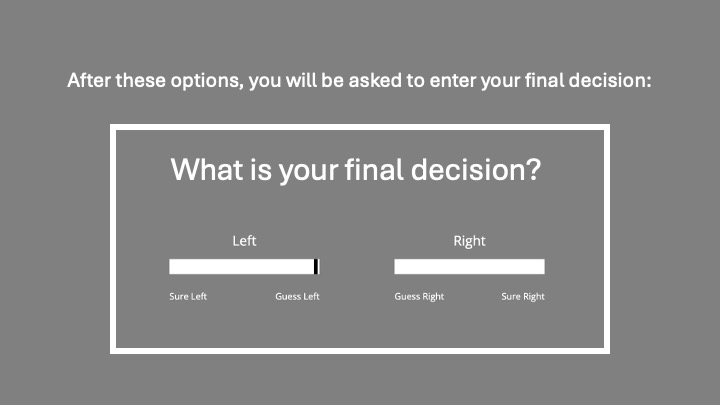 After these options, you will be asked to enter your final decision:
What is your final decision?
Left Right
Sure Left Guess Left Guess Right Sure Right